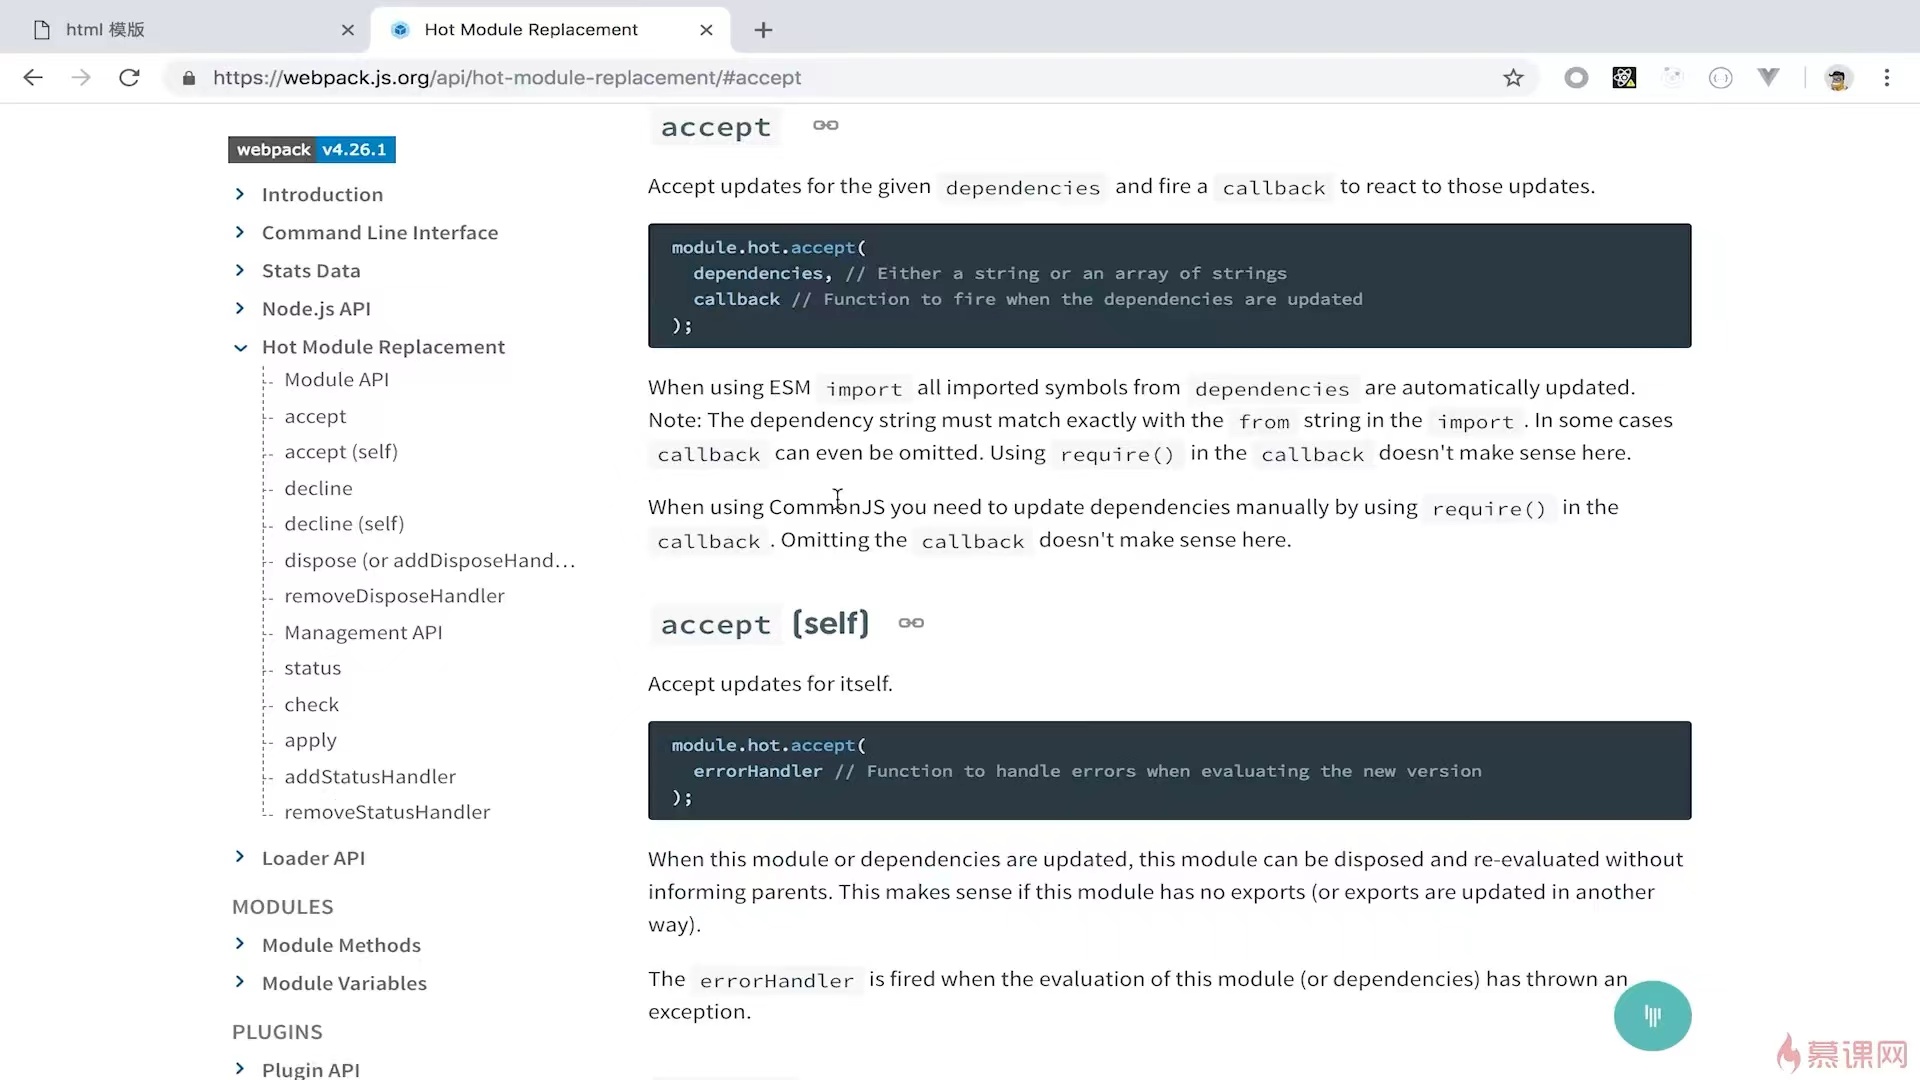 html 模版
Hot Module Replacement
https://webpack.js.org/api/hot-module-replacement/#accept
webpack v4.26.1
Introduction
Command Line Interface
Stats Data
Node.js API
Hot Module Replacement
Module API
accept
accept (self)
decline
decline (self)
dispose (or addDisposeHand...
removeDisposeHandler
Management API
status
check
apply
addStatusHandler
removeStatusHandler
Loader API
MODULES
Module Methods
Module Variables
PLUGINS
Plugin API
accept
Accept updates for the given dependencies and fire a callback to react to those updates.
module.hot.accept(
dependencies, // Either a string or an array of strings
callback // Function to fire when the dependencies are updated
);
When using ESM import all imported symbols from dependencies are automatically updated.
Note: The dependency string must match exactly with the from string in the import . In some cases
callback can even be omitted. Using require() in the callback doesn't make sense here.
When using CommonJS you need to update dependencies manually by using require() in the
callback . Omitting the callback doesn't make sense here.
accept (self)
Accept updates for itself.
module.hot.accept(
errorHandler // Function to handle errors when evaluating the new version
);
When this module or dependencies are updated, this module can be disposed and re-evaluated without
informing parents. This makes sense if this module has no exports (or exports are updated in another
way).
The errorHandler is fired when the evaluation of this module (or dependencies) has thrown an
exception.
慕课网